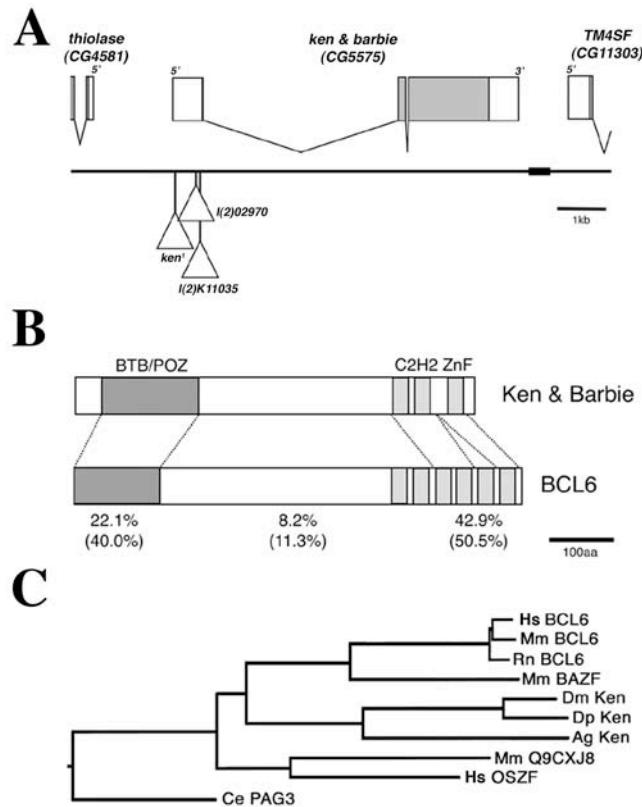 A
thiolase
(CG4581)
ken & barbie
(CG5575)
TM4SF
(CG11303)
5'
5'
3'
5'
l(2)02970
ken¹
l(2)K11035
1kb
B
BTB/POZ
C2H2 ZnF
Ken & Barbie
BCL6
22.1%
(40.0%)
8.2%
(11.3%)
42.9%
(50.5%)
100aa
C
Hs BCL6
Mm BCL6
Rn BCL6
Mm BAZF
Dm Ken
Dp Ken
Ag Ken
Mm Q9CXJ8
Hs OSZF
Ce PAG3